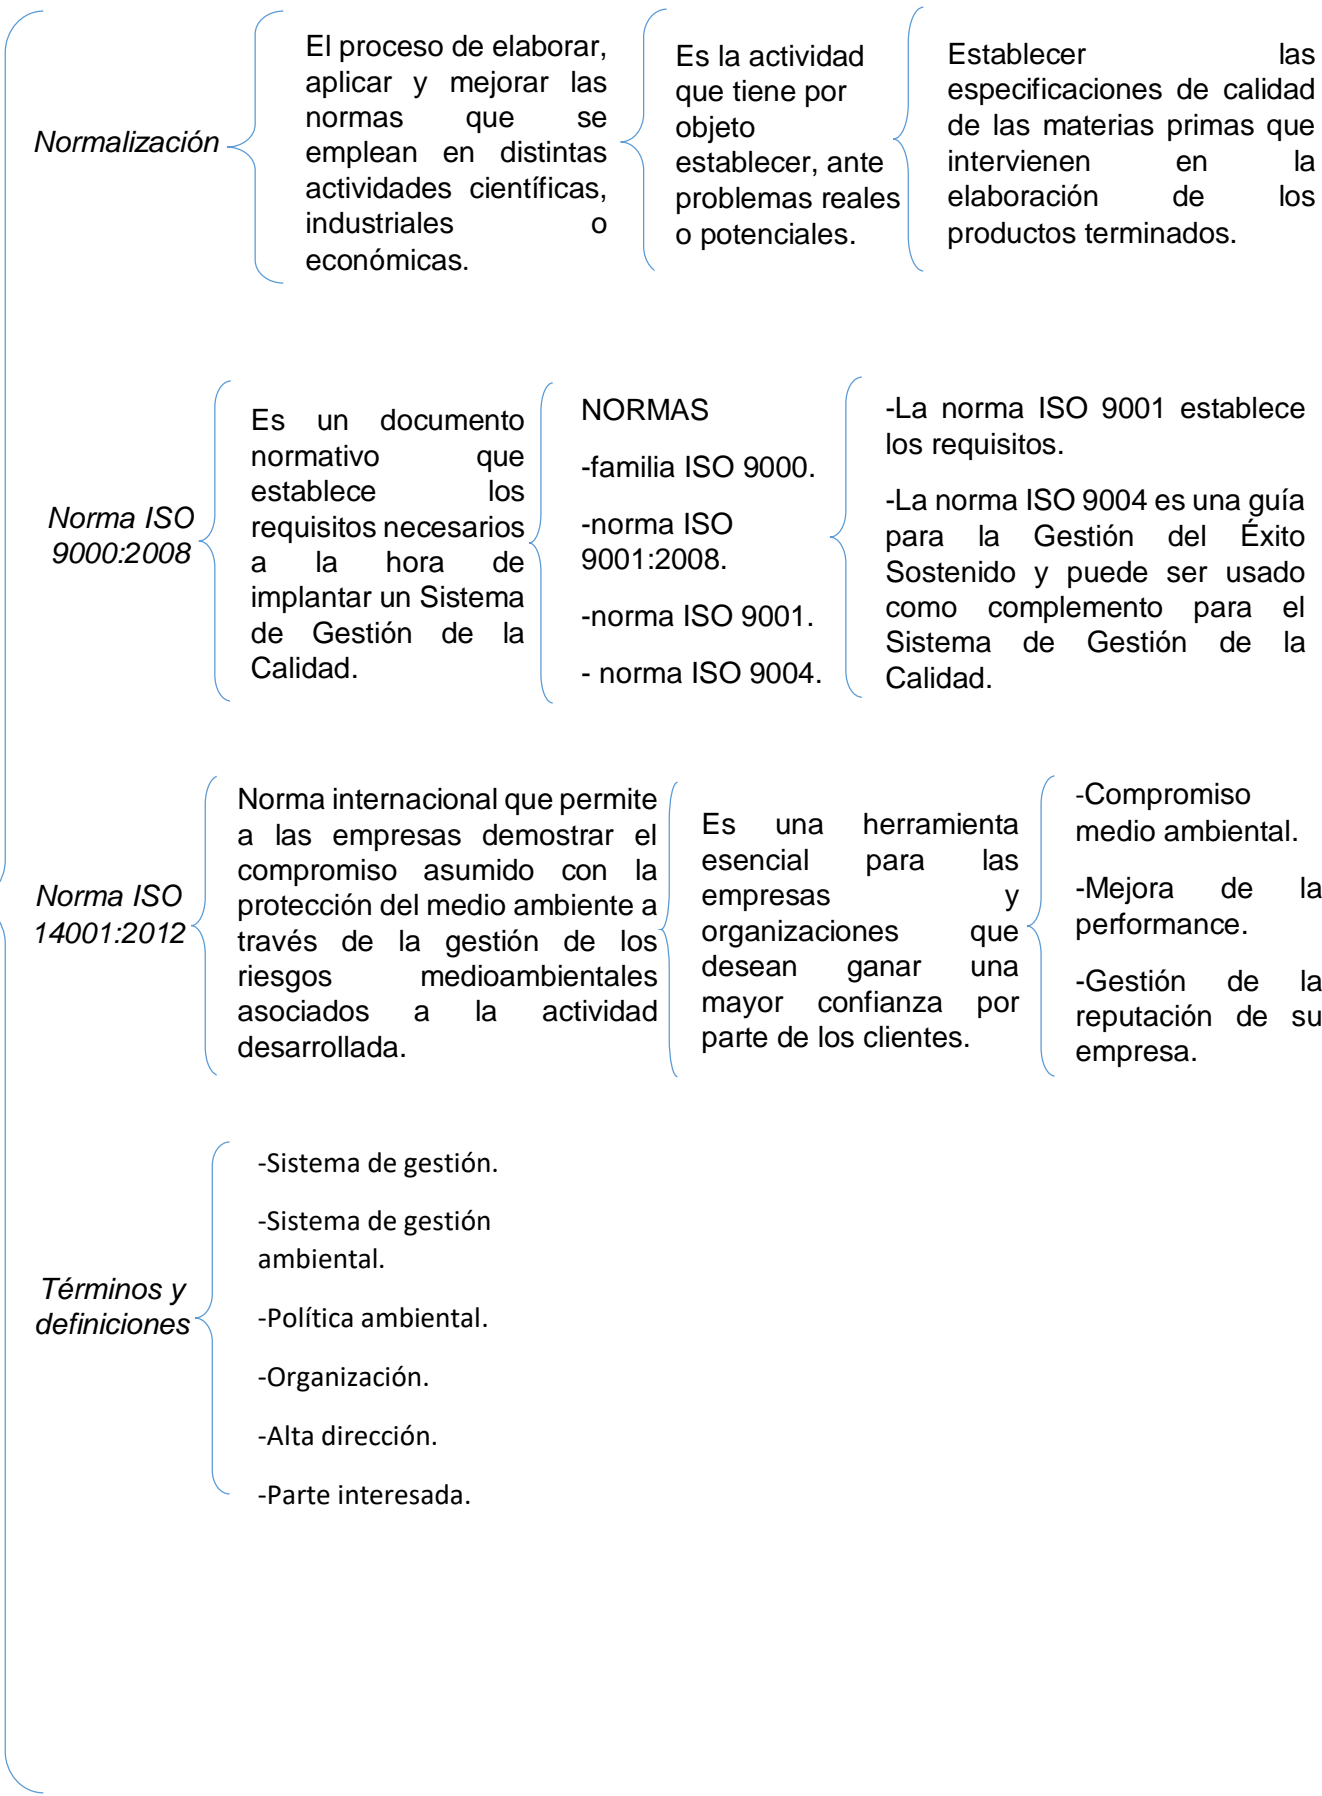 Normalización
El proceso de elaborar,
aplicar y mejorar las
normas que se
emplean en distintas
actividades científicas,
industriales o
económicas.
Es la actividad
que tiene por
objeto
establecer, ante
problemas reales
o potenciales.
Establecer las
especificaciones de calidad
de las materias primas que
intervienen en la
elaboración de los
productos terminados.
Norma ISO
9000:2008
Es un documento
normativo que
establece los
requisitos necesarios
a la hora de
implantar un Sistema
de Gestión de la
Calidad.
NORMAS
-familia ISO 9000.
-norma ISO
9001:2008.
-norma ISO 9001.
- norma ISO 9004.
-La norma ISO 9001 establece
los requisitos.
-La norma ISO 9004 es una guía
para la Gestión del Éxito
Sostenido y puede ser usado
como complemento para el
Sistema de Gestión de la
Calidad.
Norma ISO
14001:2012
Norma internacional que permite
a las empresas demostrar el
compromiso asumido con la
protección del medio ambiente a
través de la gestión de los
riesgos medioambientales
asociados a la actividad
desarrollada.
Es una herramienta
esencial para las
empresas y
organizaciones que
desean ganar una
mayor confianza por
parte de los clientes.
-Compromiso
medio ambiental.
-Mejora de la
performance.
-Gestión de la
reputación de su
empresa.
Términos y
definiciones
-Sistema de gestión.
-Sistema de gestión
ambiental.
-Política ambiental.
-Organización.
-Alta dirección.
-Parte interesada.